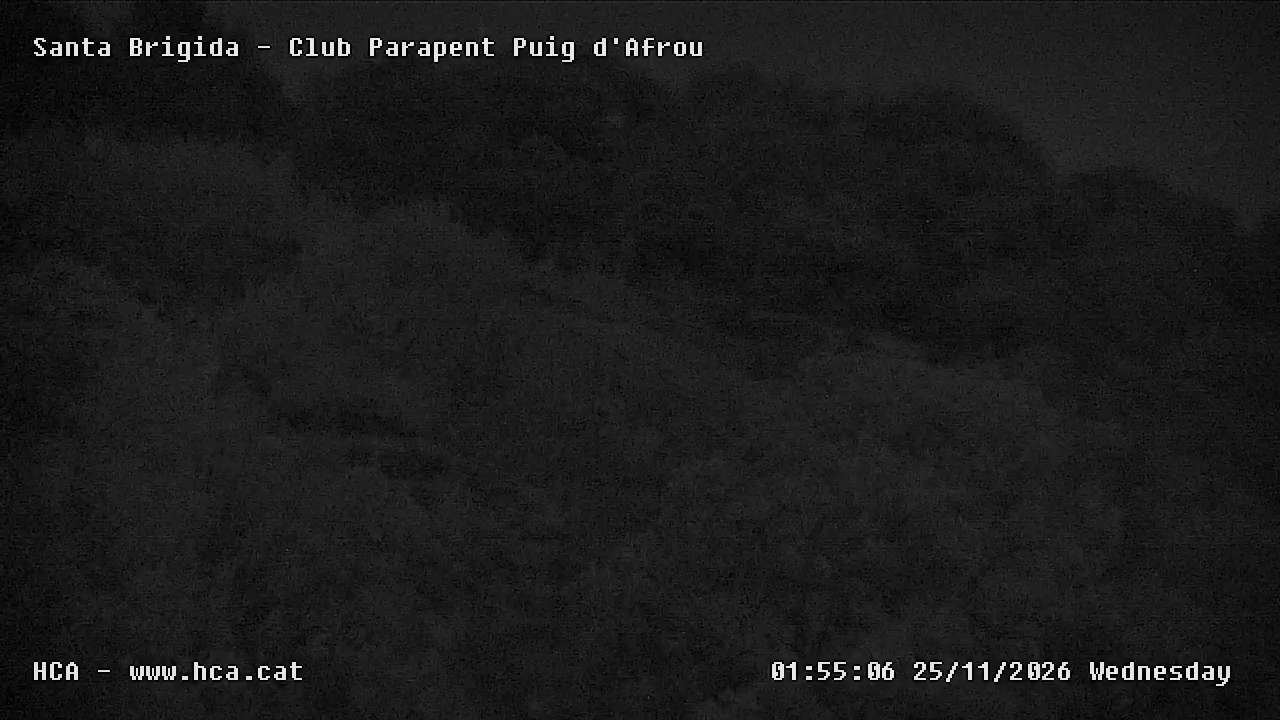 Santa Brigida - Club Parapent Puig d'Afrou
HCA - www.hca.cat
01:55:06 25/11/2026 Wednesday